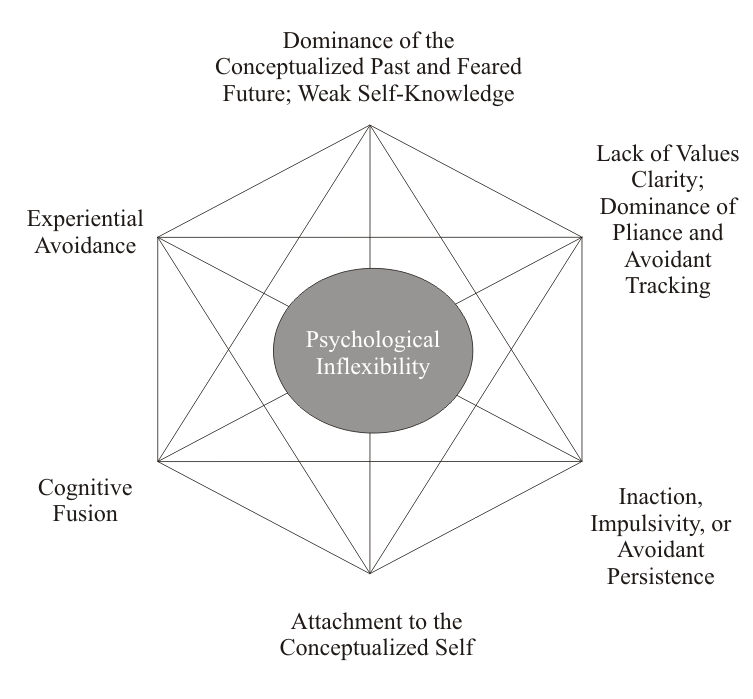 Dominance of the
Conceptualized Past and Feared
Future; Weak Self-Knowledge
Lack of Values
Clarity;
Dominance of
Pliance and
Avoidant
Tracking
Experiential
Avoidance
Psychological
Inflexibility
Cognitive
Fusion
Inaction,
Impulsivity, or
Avoidant
Persistence
Attachment to the
Conceptualized Self